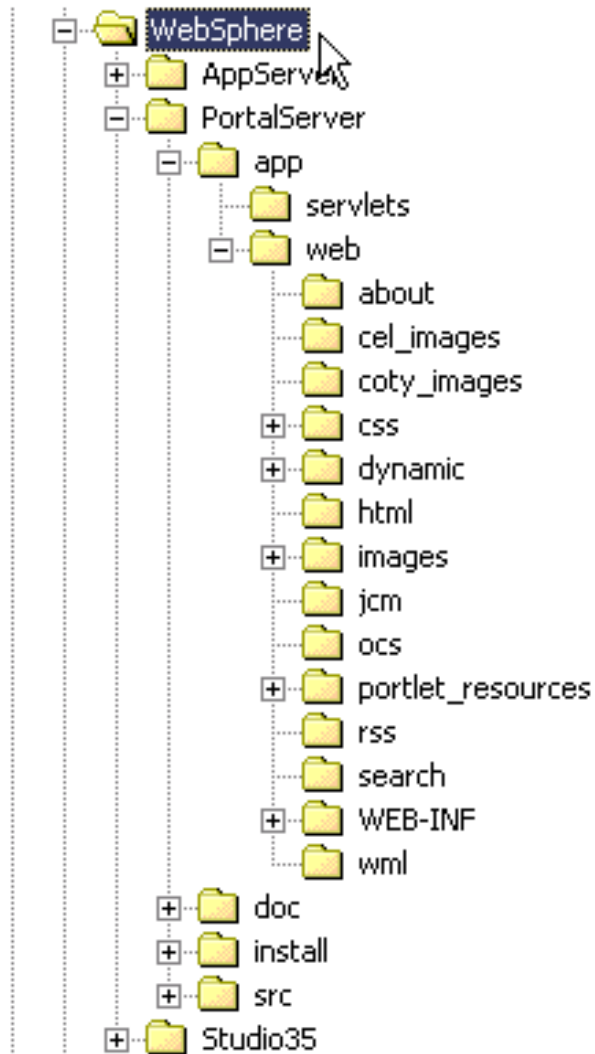 WebSphere
AppServer
PortalServer
app
servlets
web
about
cel_images
coty_images
css
dynamic
html
images
jcm
ocs
portlet_resources
rss
search
WEB-INF
wml
doc
install
src
Studio35